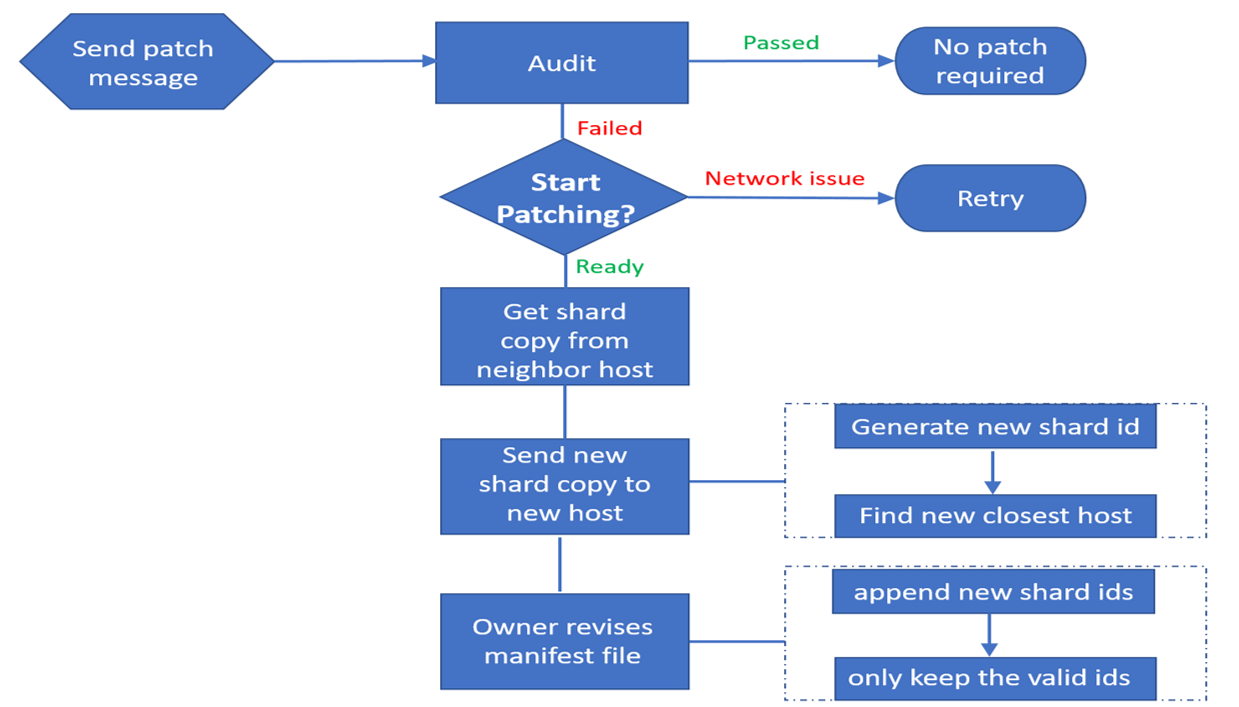 Send patch
message
Audit
Passed
No patch
required
Failed
Start
Patching?
Network issue
Retry
Ready
Get shard
copy from
neighbor host
Send new
shard copy to
new host
Generate new shard id
Find new closest host
Owner revises
manifest file
append new shard ids
only keep the valid ids